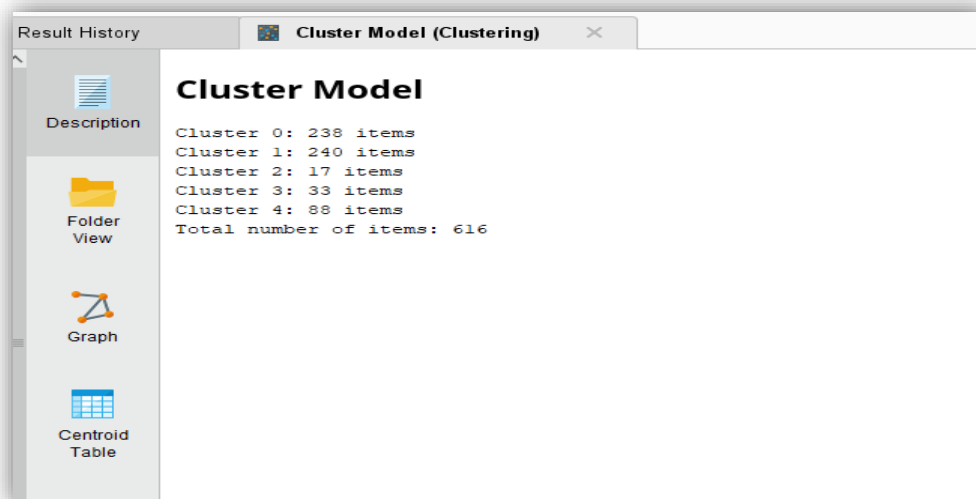 Result History
Cluster Model (Clustering)
Description
Folder
View
Graph
Centroid
Table
Cluster Model
Cluster 0: 238 items
Cluster 1: 240 items
Cluster 2: 17 items
Cluster 3: 33 items
Cluster 4: 88 items
Total number of items: 616